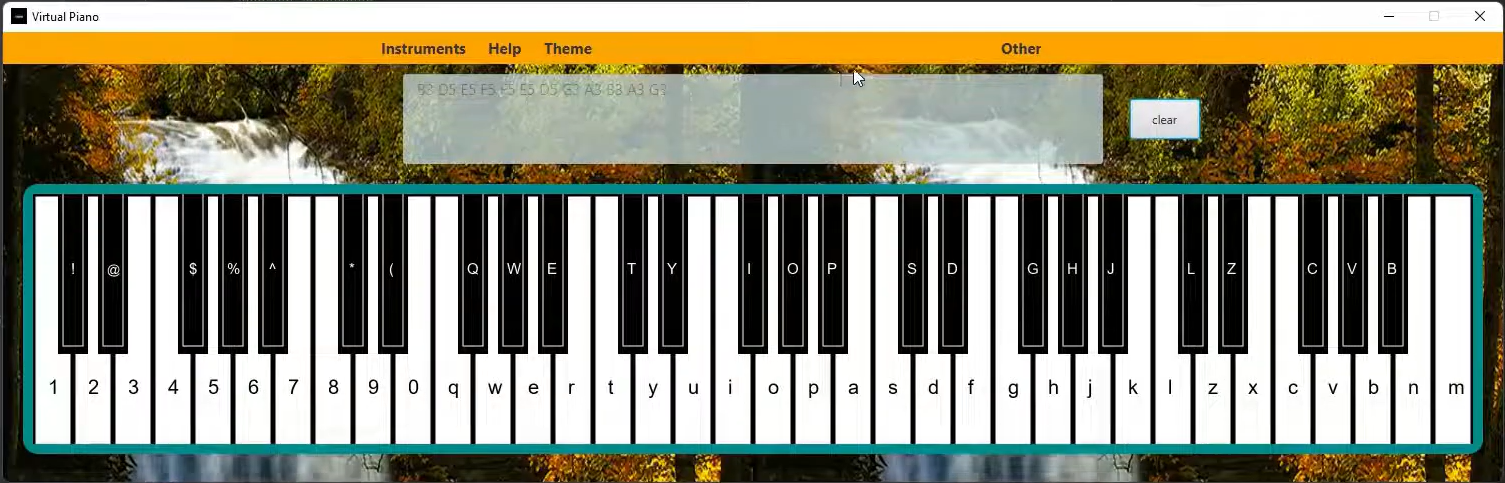 Virtual Piano
Instruments Help Theme Other
B3 D5 E5 F5 F5 E5 D5 G3 A3 B3 A3 G3
clear
! @ $ % ^ * ( Q W E T Y I O P S D G H J L Z C V B
1 2 3 4 5 6 7 8 9 0 q w e r t y u i o p a s d f g h j k l z x c v b n m